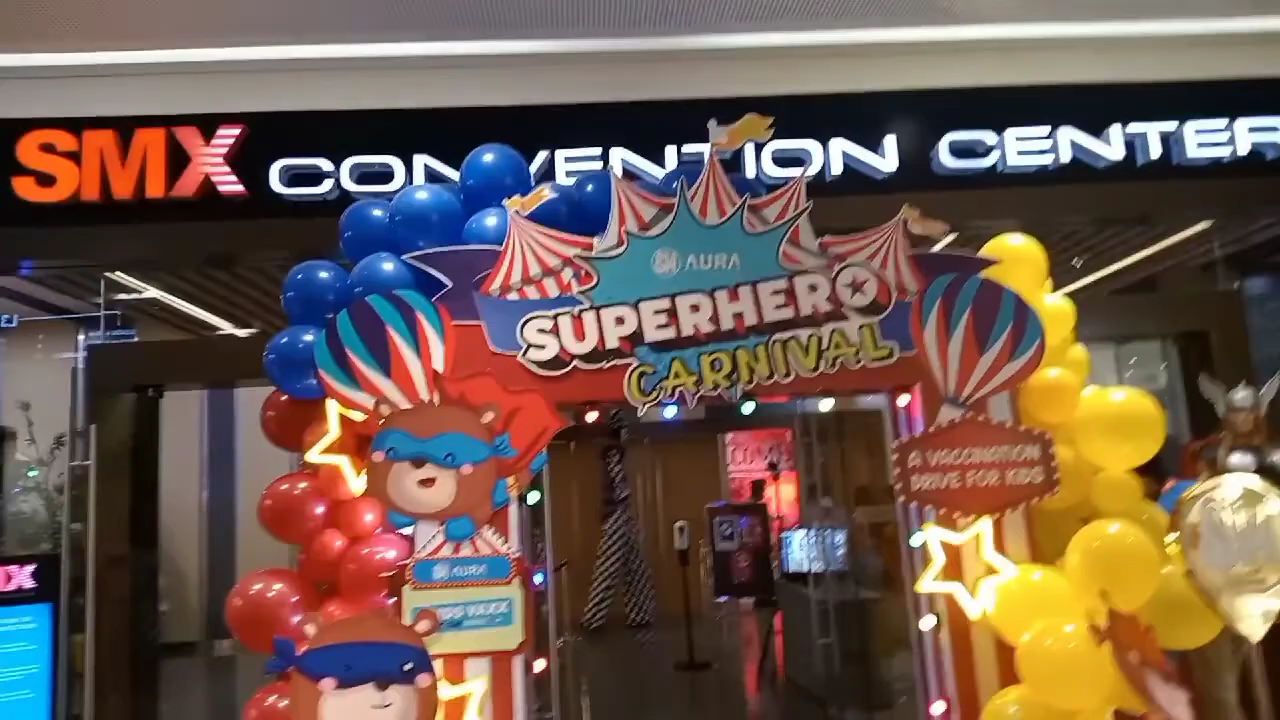 SMX CONVENTION CENTER
SM AURA
SUPERHERO
CARNIVAL
A VACCINATION
DRIVE FOR KIDS
AURA